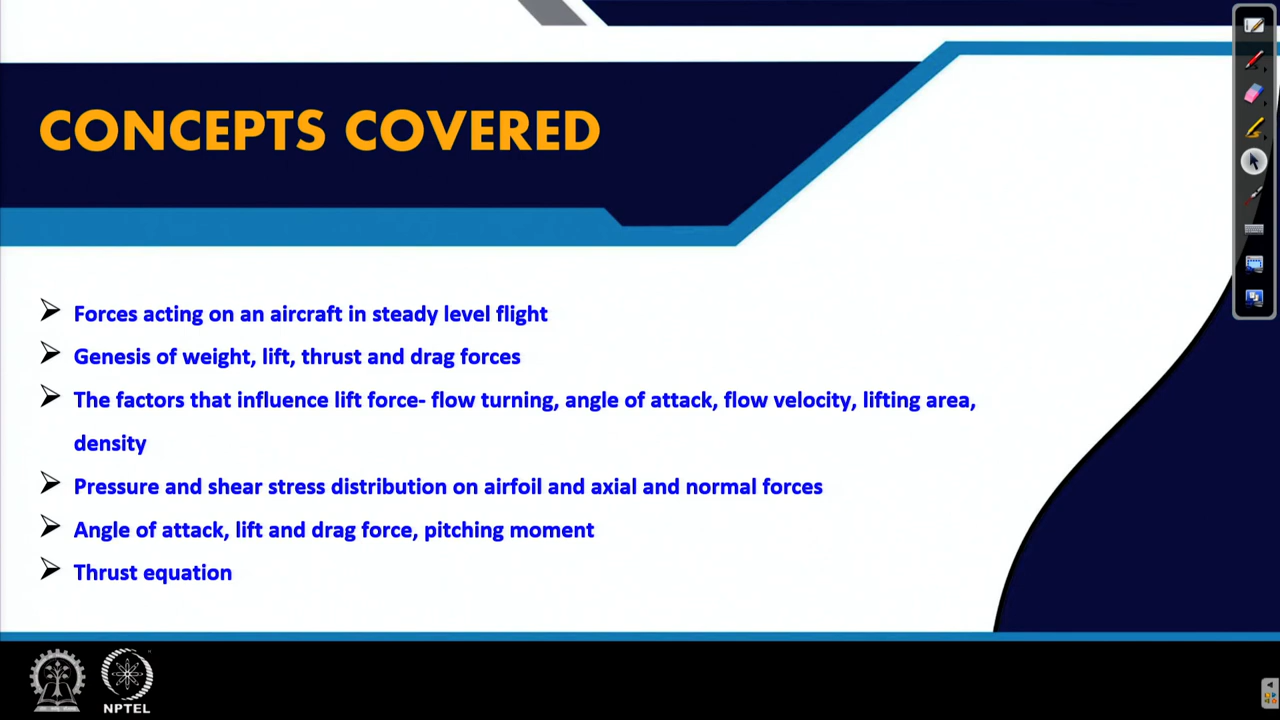 CONCEPTS COVERED
Forces acting on an aircraft in steady level flight
Genesis of weight, lift, thrust and drag forces
The factors that influence lift force- flow turning, angle of attack, flow velocity, lifting area,
density
Pressure and shear stress distribution on airfoil and axial and normal forces
Angle of attack, lift and drag force, pitching moment
Thrust equation
NPTEL